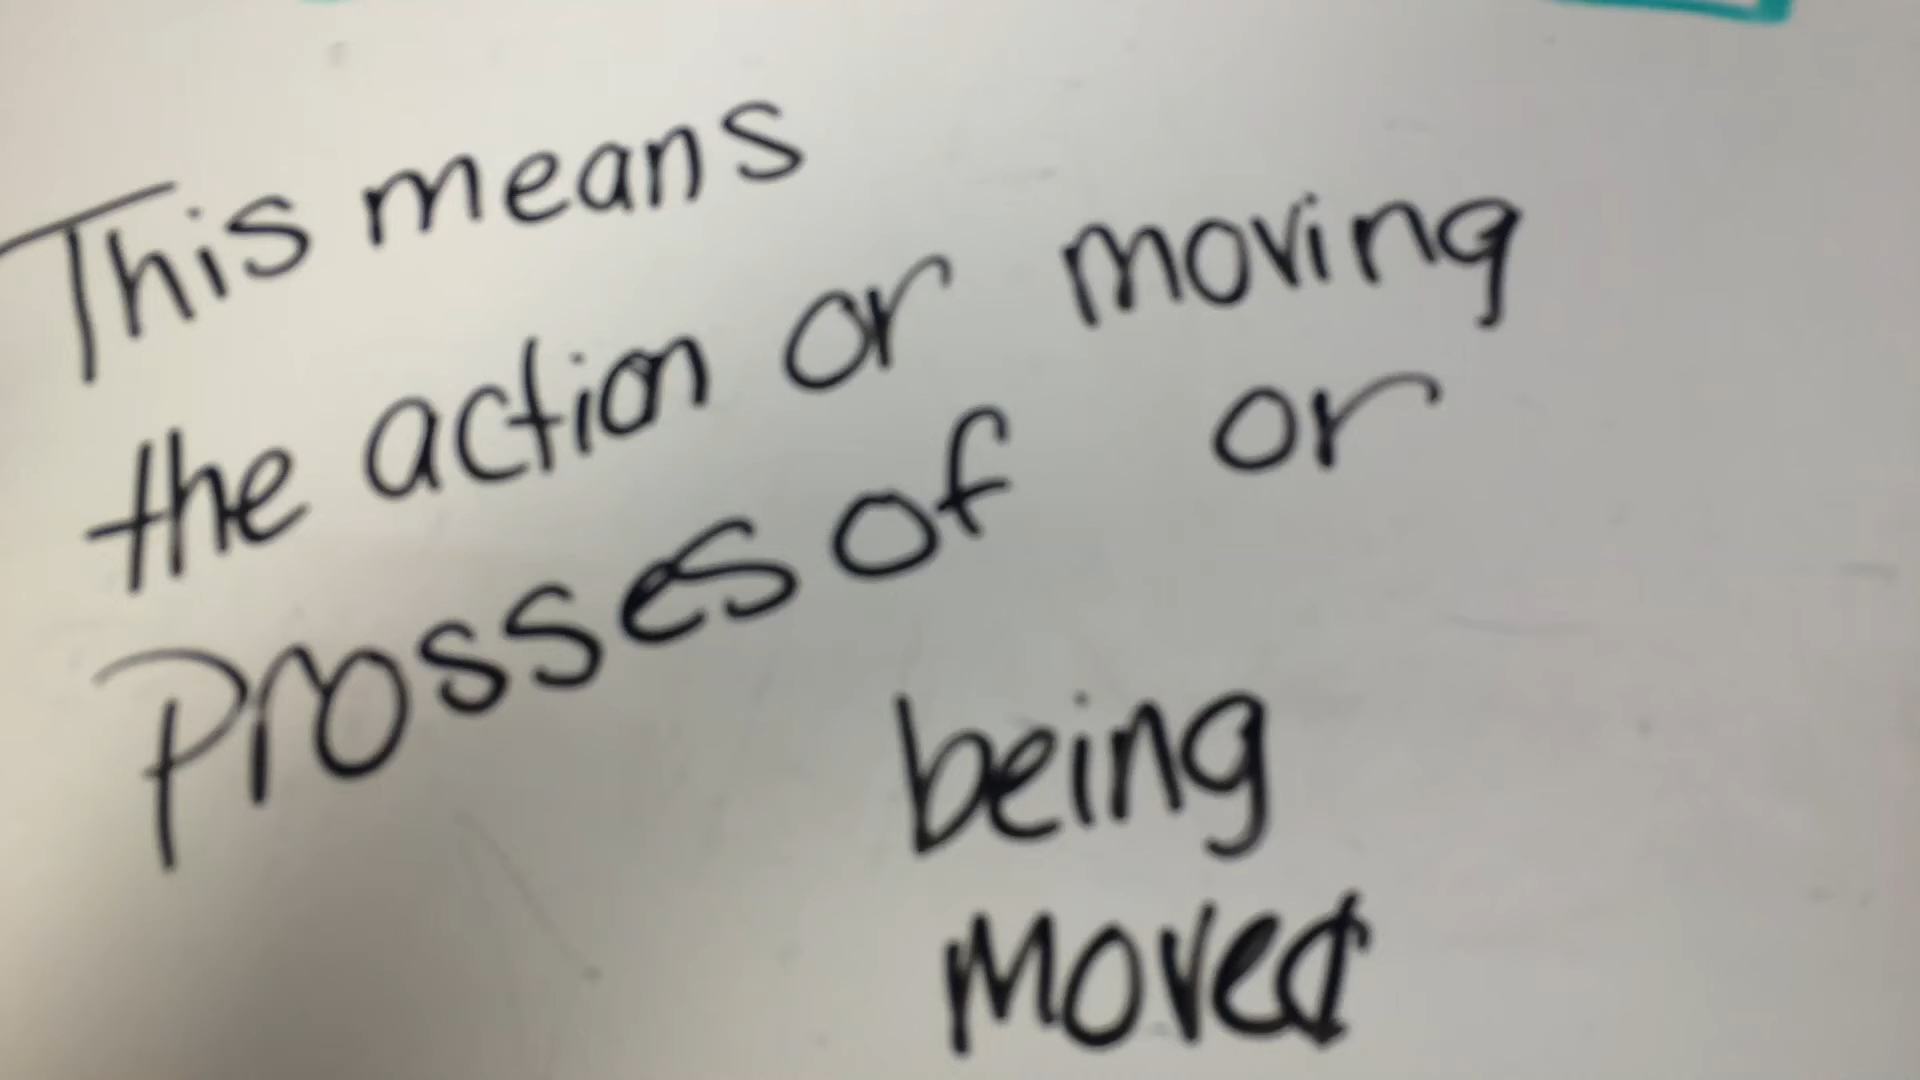 This means
the action or moving
Prosses of or
being
moved